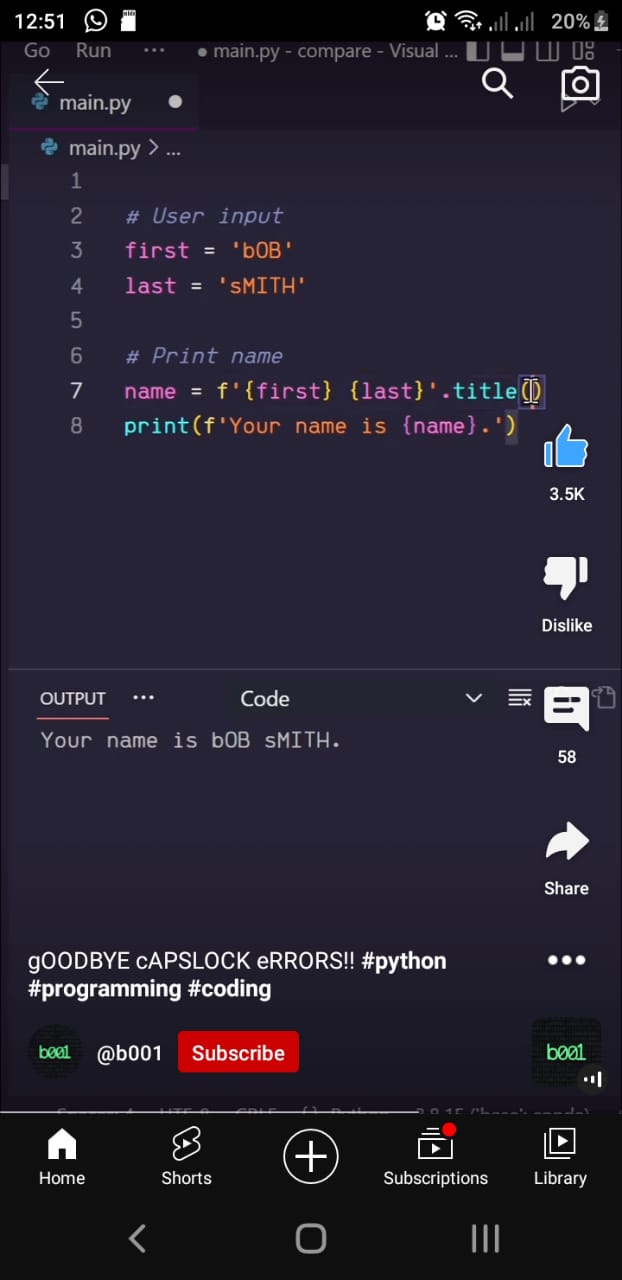 12:51 20%
Go Run ··· ● main.py - compare - Visual ...
main.py ●
main.py > ...
1
2 # User input
3 first = 'bOB'
4 last = 'sMITH'
5
6 # Print name
7 name = f'{first} {last}'.title()
8 print(f'Your name is {name}.')
3.5K
Dislike
OUTPUT ··· Code
Your name is bOB sMITH.
58
Share
gOODBYE cAPSLOCK eRRORS!! #python
#programming #coding
b001 @b001 Subscribe b001
Home Shorts Subscriptions Library